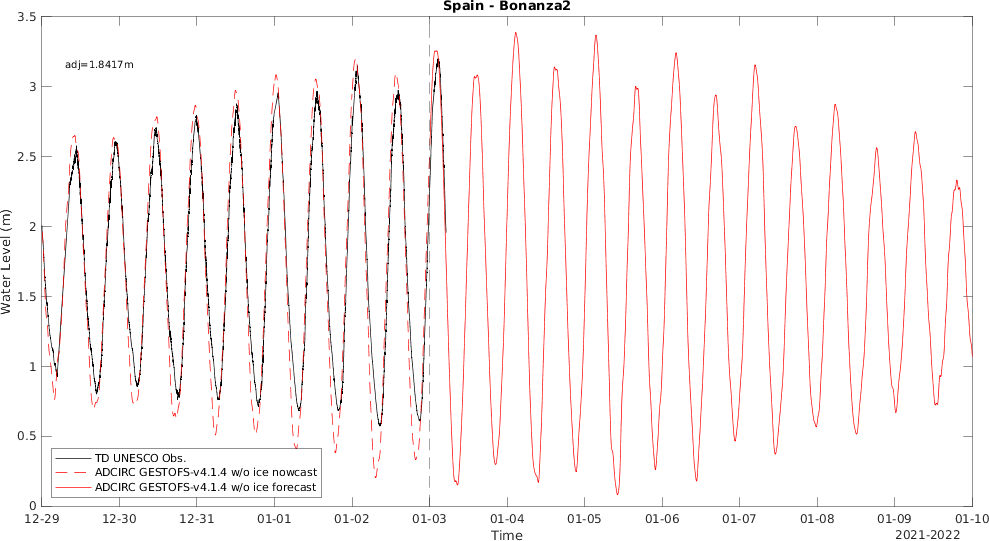 Spain - Bonanza2
adj=1.8417m
Water Level (m)
3.5
3
2.5
2
1.5
1
0.5
0
TD UNESCO Obs.
ADCIRC GESTOFS-v4.1.4 w/o ice nowcast
ADCIRC GESTOFS-v4.1.4 w/o ice forecast
12-29 12-30 12-31 01-01 01-02 01-03 01-04 01-05 01-06 01-07 01-08 01-09 01-10
Time
2021-2022